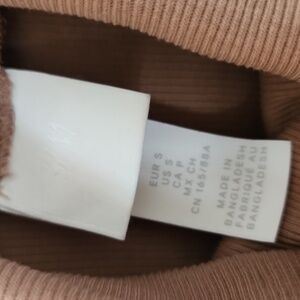 EUR S
US S
CA P
MX CH
CN 165/88A
MADE IN
BANGLADESH
FABRIQUÉ AU
BANGLADESH